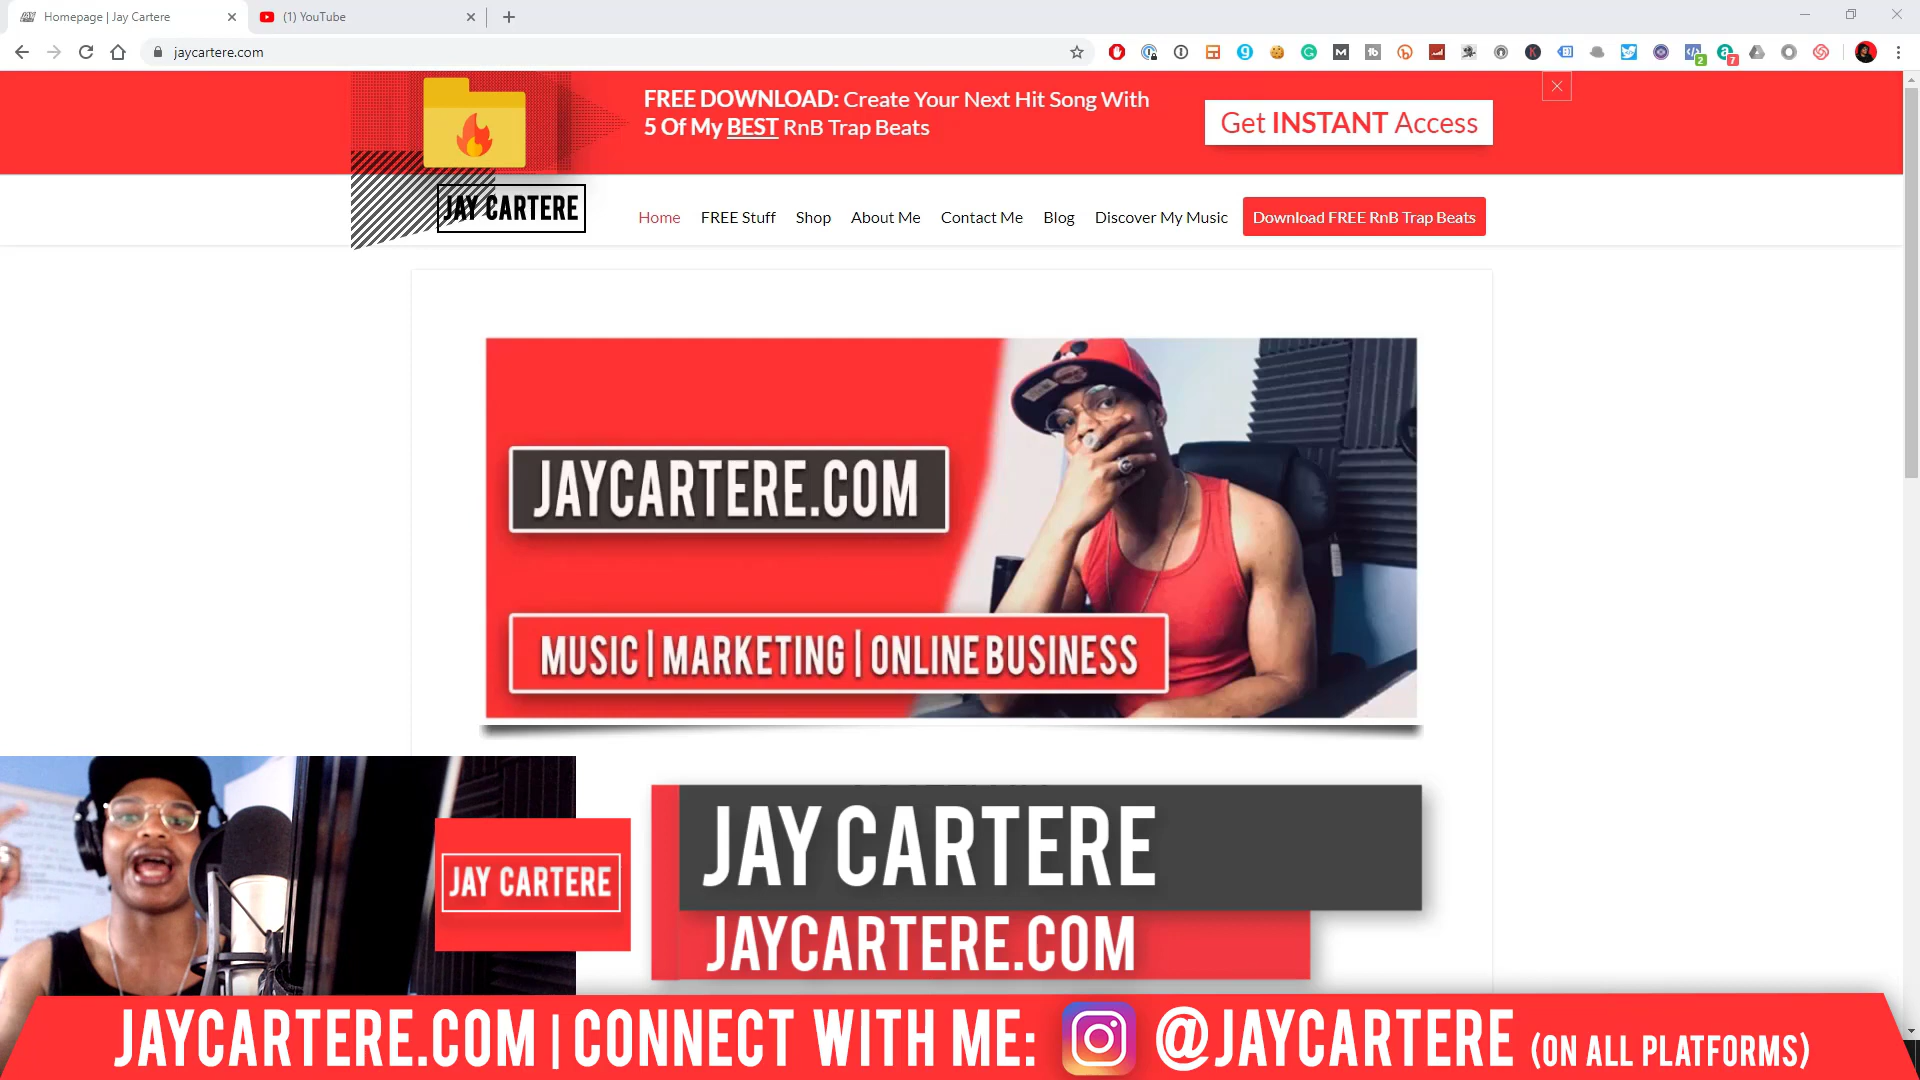 Homepage | Jay Cartere
(1) YouTube
jaycartere.com
2
7
FREE DOWNLOAD: Create Your Next Hit Song With
5 Of My BEST RnB Trap Beats
Get INSTANT Access
JAY CARTERE
Home
FREE Stuff
Shop
About Me
Contact Me
Blog
Discover My Music
Download FREE RnB Trap Beats
JAYCARTERE.COM
MUSIC | MARKETING | ONLINE BUSINESS
JAY CARTERE
JAY CARTERE
JAYCARTERE.COM
JAYCARTERE.COM | CONNECT WITH ME: @JAYCARTERE (ON ALL PLATFORMS)